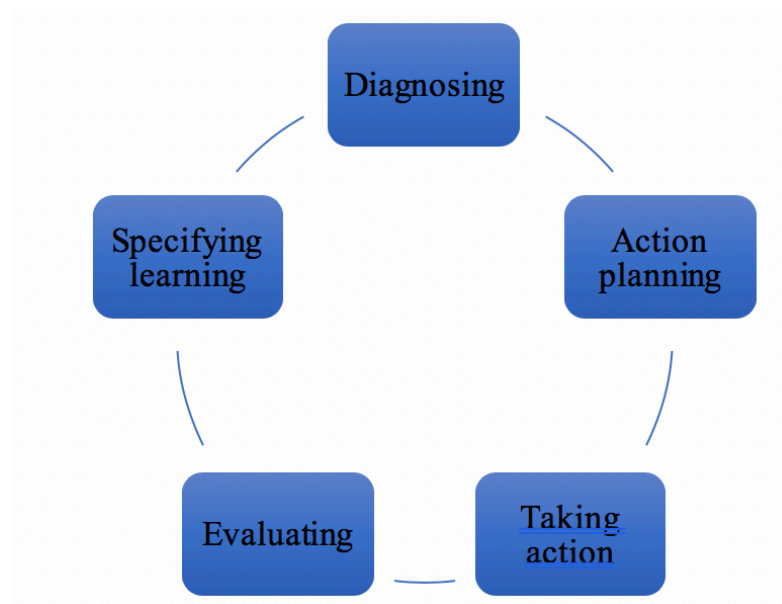 Diagnosing
Action
planning
Taking
action
Evaluating
Specifying
learning